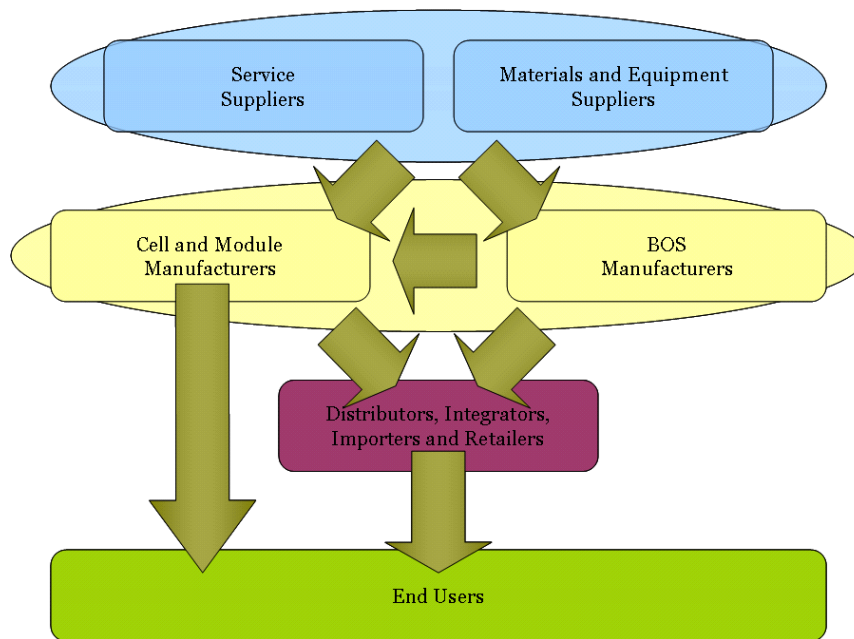 Service
Suppliers
Materials and Equipment
Suppliers
Cell and Module
Manufacturers
BOS
Manufacturers
Distributors, Integrators,
Importers and Retailers
End Users